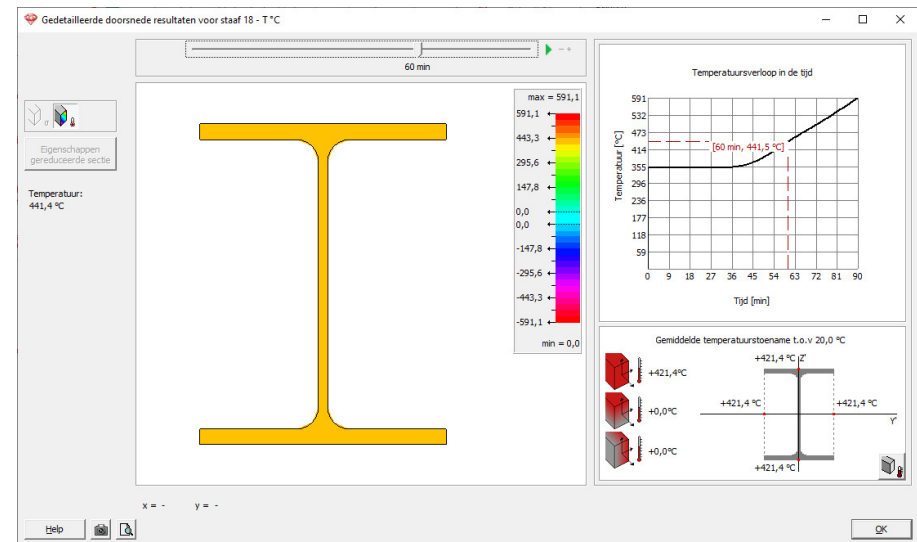 Gedetailleerde doorsnede resultaten voor staaf 18 - T °C
60 min
Eigenschappen
gereduceerde sectie
Temperatuur:
441,4 °C
max = 591,1
591,1
443,3
295,6
147,8
0,0
0,0
-147,8
-295,6
-443,3
-591,1
min = 0,0
Temperatuursverloop in de tijd
Temperatuur [°C]
591
532
473
414
355
296
236
177
118
59
[60 min, 441,5 °C]
0 9 18 27 36 45 54 63 72 81 90
Tijd [min]
Gemiddelde temperatuurstoename t.o.v 20,0 °C
+421,4°C
+0,0°C
+0,0°C
+421,4 °C Z'
+421,4 °C
+421,4 °C
Y'
+421,4 °C
x = - y = -
Help
OK